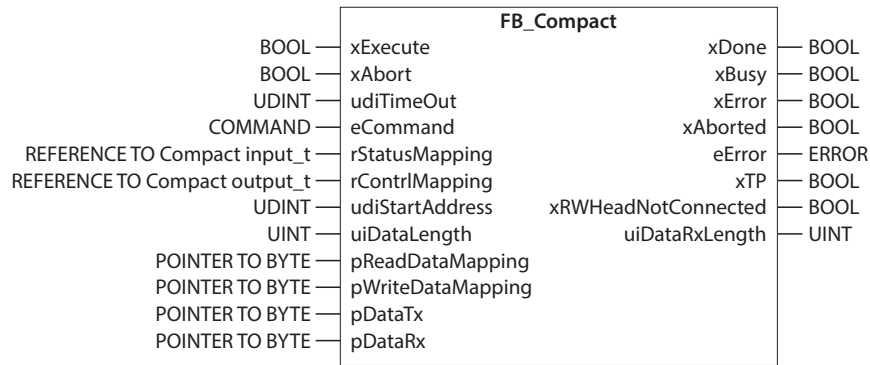 FB_Compact
BOOL xExecute xDone BOOL
BOOL xAbort xBusy BOOL
UDINT udiTimeOut xError BOOL
COMMAND eCommand xAborted BOOL
REFERENCE TO Compact input_t rStatusMapping eError ERROR
REFERENCE TO Compact output_t rContrlMapping xTP BOOL
UDINT udiStartAddress xRWHeadNotConnected BOOL
UINT uiDataLength uiDataRxLength UINT
POINTER TO BYTE pReadDataMapping
POINTER TO BYTE pWriteDataMapping
POINTER TO BYTE pDataTx
POINTER TO BYTE pDataRx